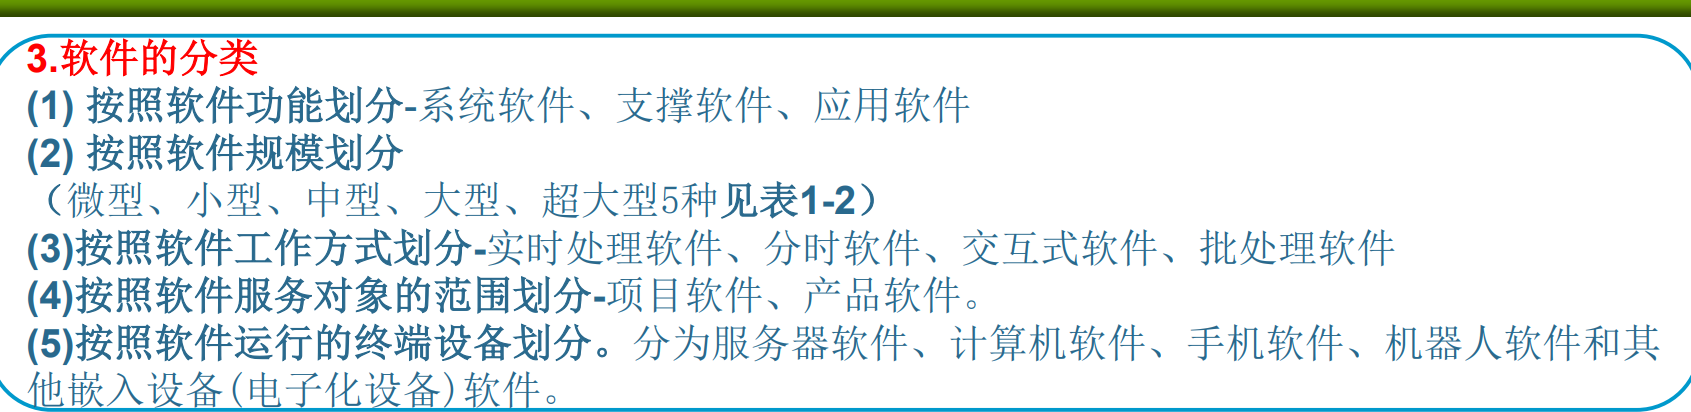 3.软件的分类
(1) 按照软件功能划分-系统软件、支撑软件、应用软件
(2) 按照软件规模划分
（微型、小型、中型、大型、超大型5种见表1-2）
(3)按照软件工作方式划分-实时处理软件、分时软件、交互式软件、批处理软件
(4)按照软件服务对象的范围划分-项目软件、产品软件。
(5)按照软件运行的终端设备划分。分为服务器软件、计算机软件、手机软件、机器人软件和其
他嵌入设备(电子化设备)软件。